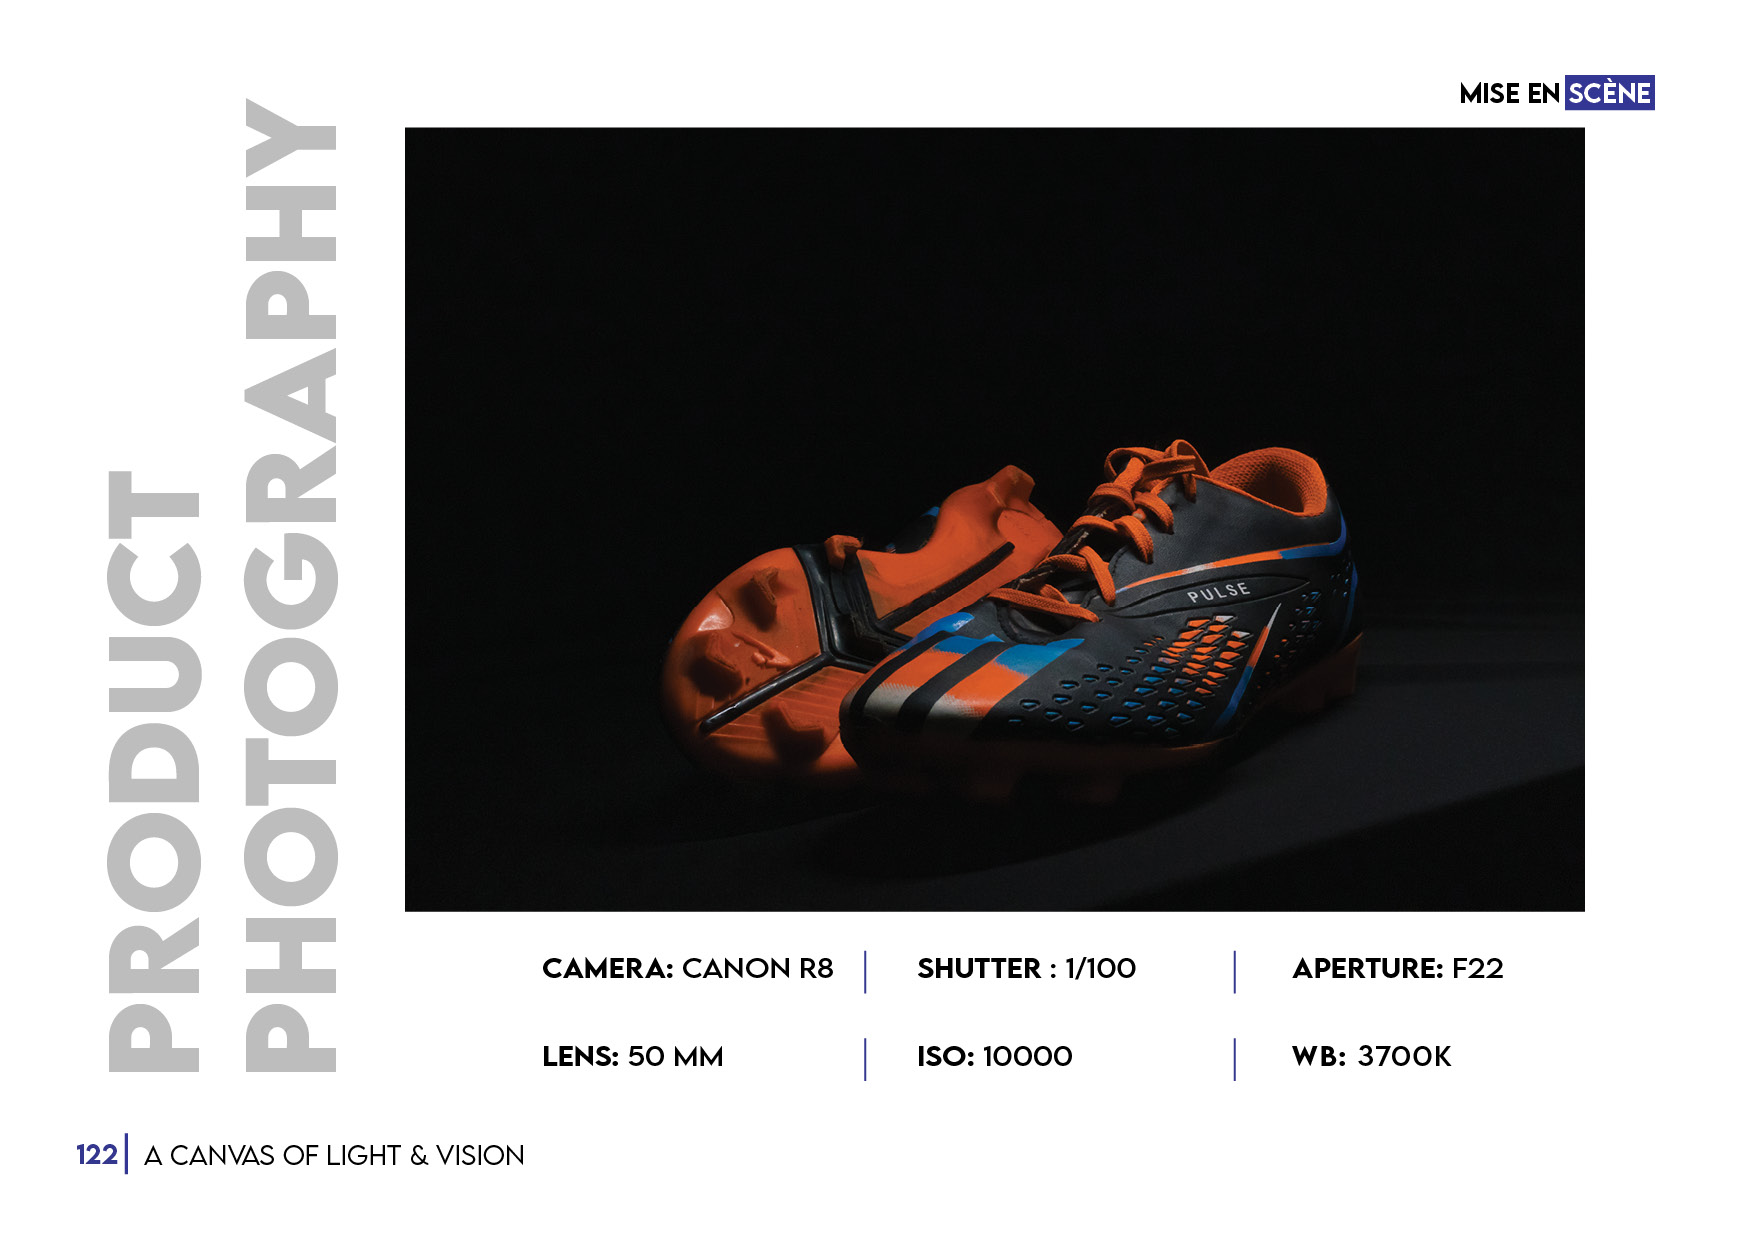 MISE EN SCÈNE
PRODUCT
PHOTOGRAPHY
PULSE
CAMERA: CANON R8
SHUTTER : 1/100
APERTURE: F22
LENS: 50 MM
ISO: 10000
WB: 3700K
122
A CANVAS OF LIGHT & VISION